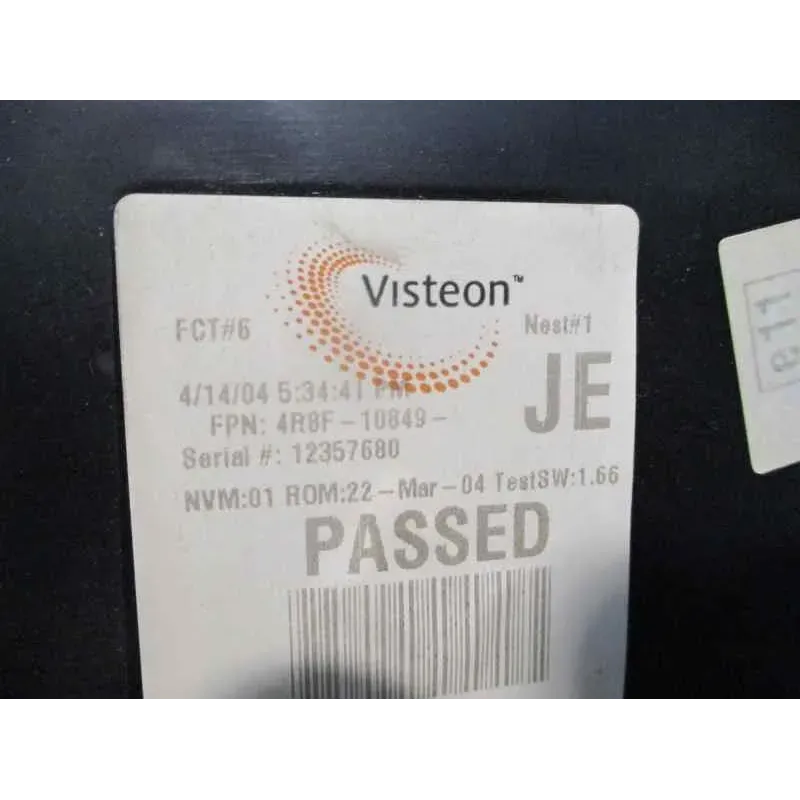 Visteon™
FCT#6
Nest#1
4/14/04 5:34:41 PM
JE
FPN: 4R8F-10849-
Serial #: 12357680
NVM:01 ROM:22-Mar-04 TestSW:1.66
PASSED
e11